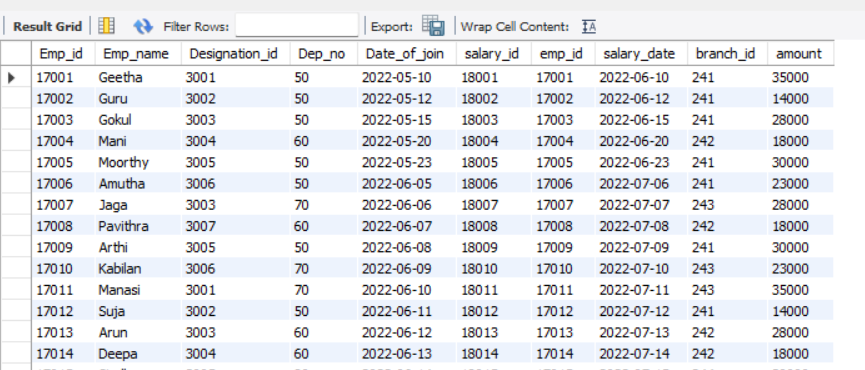 Result Grid Filter Rows: Export: Wrap Cell Content: IA
Emp_id Emp_name Designation_id Dep_no Date_of_join salary_id emp_id salary_date branch_id amount
17001 Geetha 3001 50 2022-05-10 18001 17001 2022-06-10 241 35000
17002 Guru 3002 50 2022-05-12 18002 17002 2022-06-12 241 14000
17003 Gokul 3003 50 2022-05-15 18003 17003 2022-06-15 241 28000
17004 Mani 3004 60 2022-05-20 18004 17004 2022-06-20 242 18000
17005 Moorthy 3005 50 2022-05-23 18005 17005 2022-06-23 241 30000
17006 Amutha 3006 50 2022-06-05 18006 17006 2022-07-06 241 23000
17007 Jaga 3003 70 2022-06-06 18007 17007 2022-07-07 243 28000
17008 Pavithra 3007 60 2022-06-07 18008 17008 2022-07-08 242 18000
17009 Arthi 3005 50 2022-06-08 18009 17009 2022-07-09 241 30000
17010 Kabilan 3006 70 2022-06-09 18010 17010 2022-07-10 243 23000
17011 Manasi 3001 70 2022-06-10 18011 17011 2022-07-11 243 35000
17012 Suja 3002 50 2022-06-11 18012 17012 2022-07-12 241 14000
17013 Arun 3003 60 2022-06-12 18013 17013 2022-07-13 242 28000
17014 Deepa 3004 60 2022-06-13 18014 17014 2022-07-14 242 18000